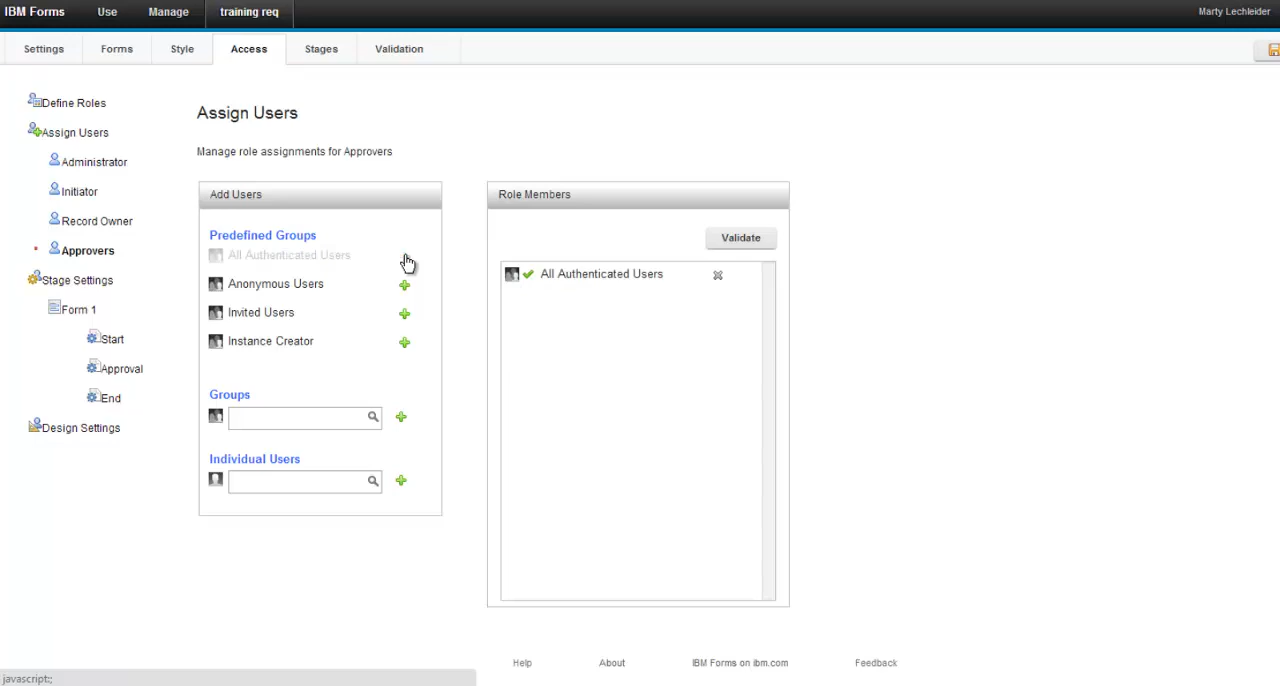 IBM Forms Use Manage training req Marty Lechleider
Settings Forms Style Access Stages Validation
Define Roles
Assign Users
Administrator
Initiator
Record Owner
Approvers
Stage Settings
Form 1
Start
Approval
End
Design Settings
Assign Users
Manage role assignments for Approvers
Add Users
Predefined Groups
All Authenticated Users
Anonymous Users
Invited Users
Instance Creator
Groups
Individual Users
Role Members
Validate
All Authenticated Users
Help About IBM Forms on ibm.com Feedback
javascript:;